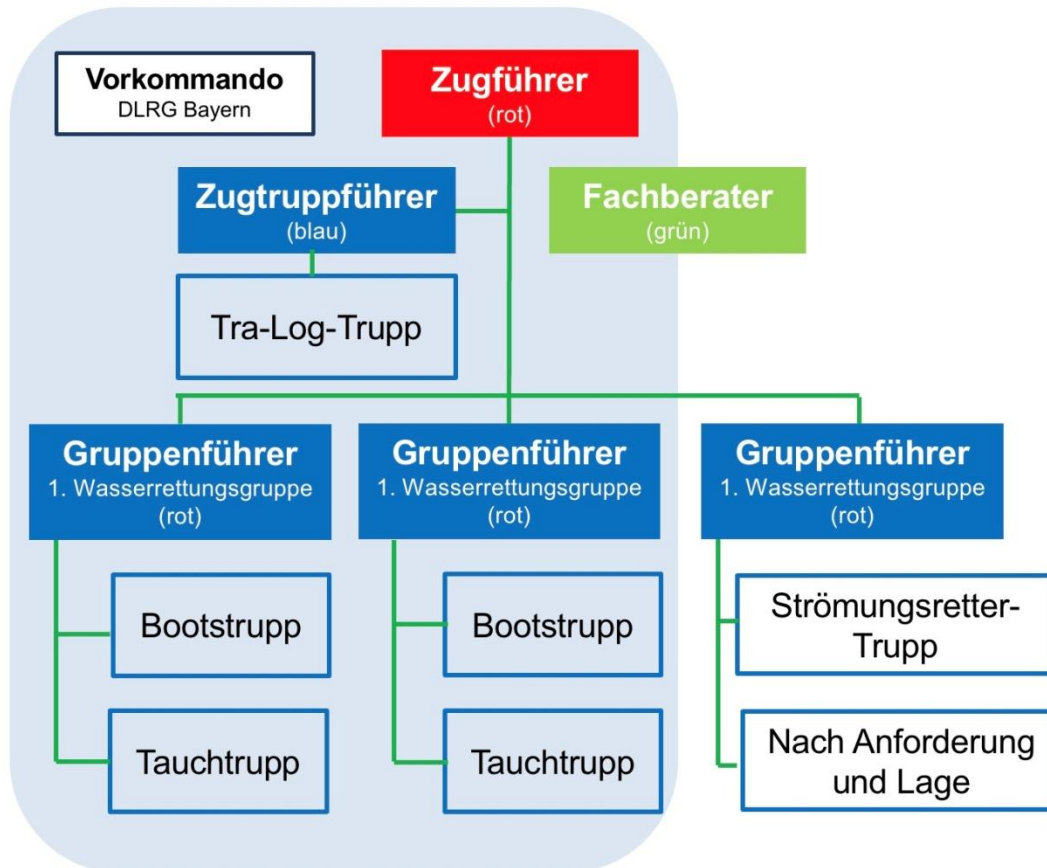 Vorkommando
DLRG Bayern
Zugführer
(rot)
Zugtruppführer
(blau)
Fachberater
(grün)
Tra-Log-Trupp
Gruppenführer
1. Wasserrettungsgruppe
(rot)
Gruppenführer
1. Wasserrettungsgruppe
(rot)
Gruppenführer
1. Wasserrettungsgruppe
(rot)
Bootstrupp
Bootstrupp
Strömungsretter-
Trupp
Tauchtrupp
Tauchtrupp
Nach Anforderung
und Lage